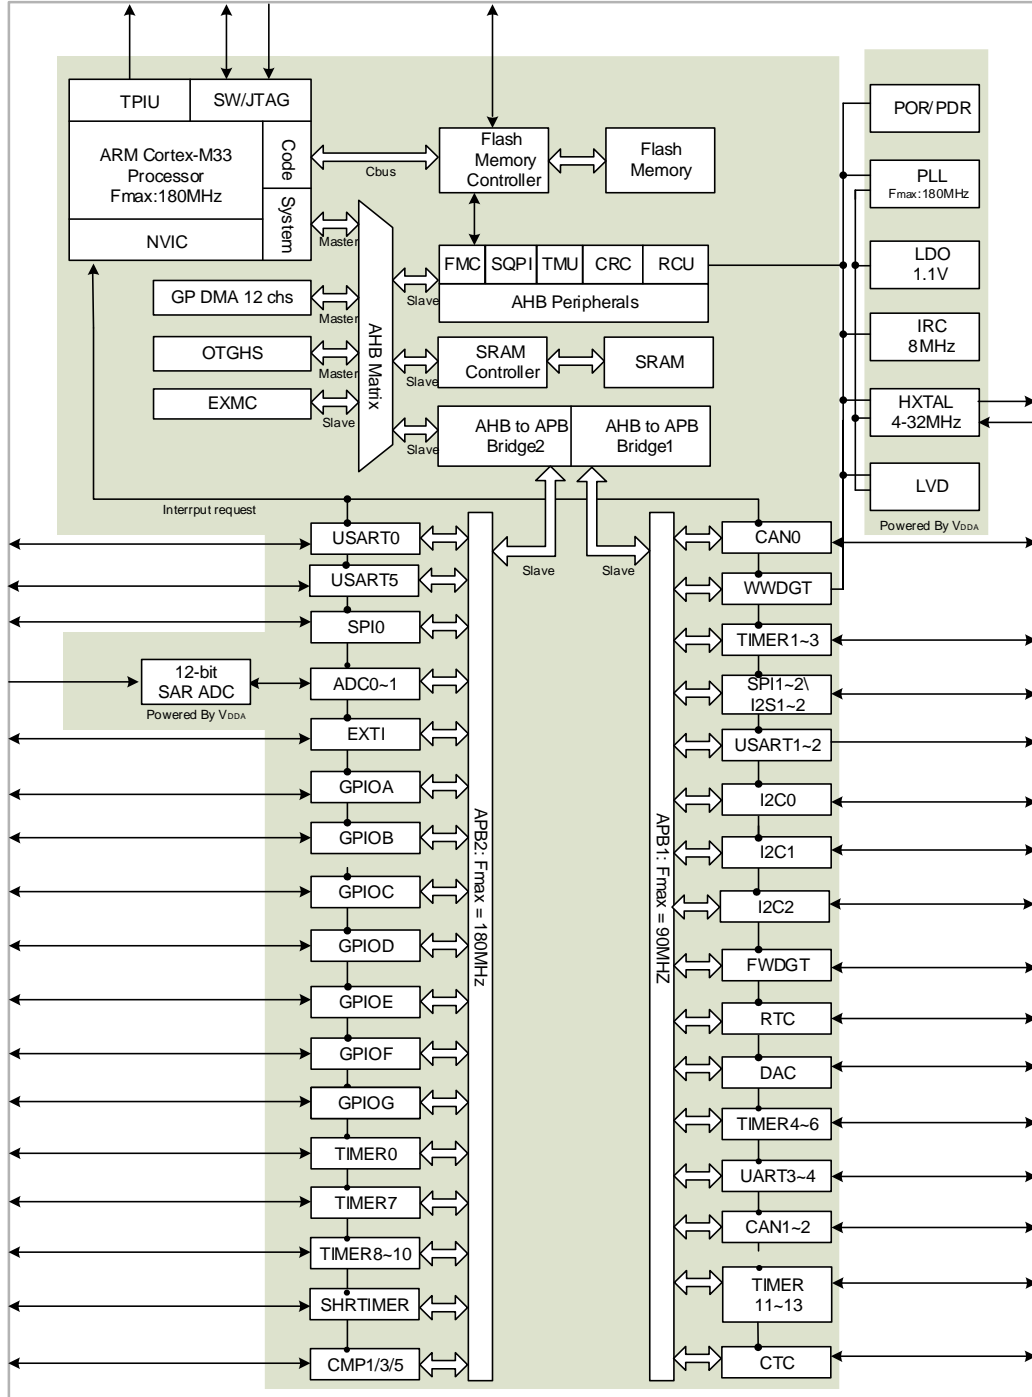 TPIU
SW/JTAG
ARM Cortex-M33
Processor
Fmax:180MHz
Code
System
NVIC
Cbus
Flash
Memory
Controller
Flash
Memory
POR/PDR
PLL
Fmax:180MHz
LDO
1.1V
IRC
8MHz
HXTAL
4-32MHz
LVD
Powered By VDDA
Master
FMC
SQPI
TMU
CRC
RCU
AHB Peripherals
Slave
GP DMA 12 chs
Master
AHB Matrix
OTGHS
Master
SRAM
Controller
SRAM
Slave
EXMC
Slave
AHB to APB
Bridge2
AHB to APB
Bridge1
Slave
Interrput request
Slave
Slave
USART0
USART5
SPI0
12-bit
SAR ADC
Powered By VDDA
ADC0~1
EXTI
GPIOA
GPIOB
GPIOC
GPIOD
GPIOE
GPIOF
GPIOG
TIMER0
TIMER7
TIMER8~10
SHRTIMER
CMP1/3/5
APB2: Fmax = 180MHz
APB1: Fmax = 90MHZ
CAN0
WWDGT
TIMER1~3
SPI1~2\
I2S1~2
USART1~2
I2C0
I2C1
I2C2
FWDGT
RTC
DAC
TIMER4~6
UART3~4
CAN1~2
TIMER
11~13
CTC